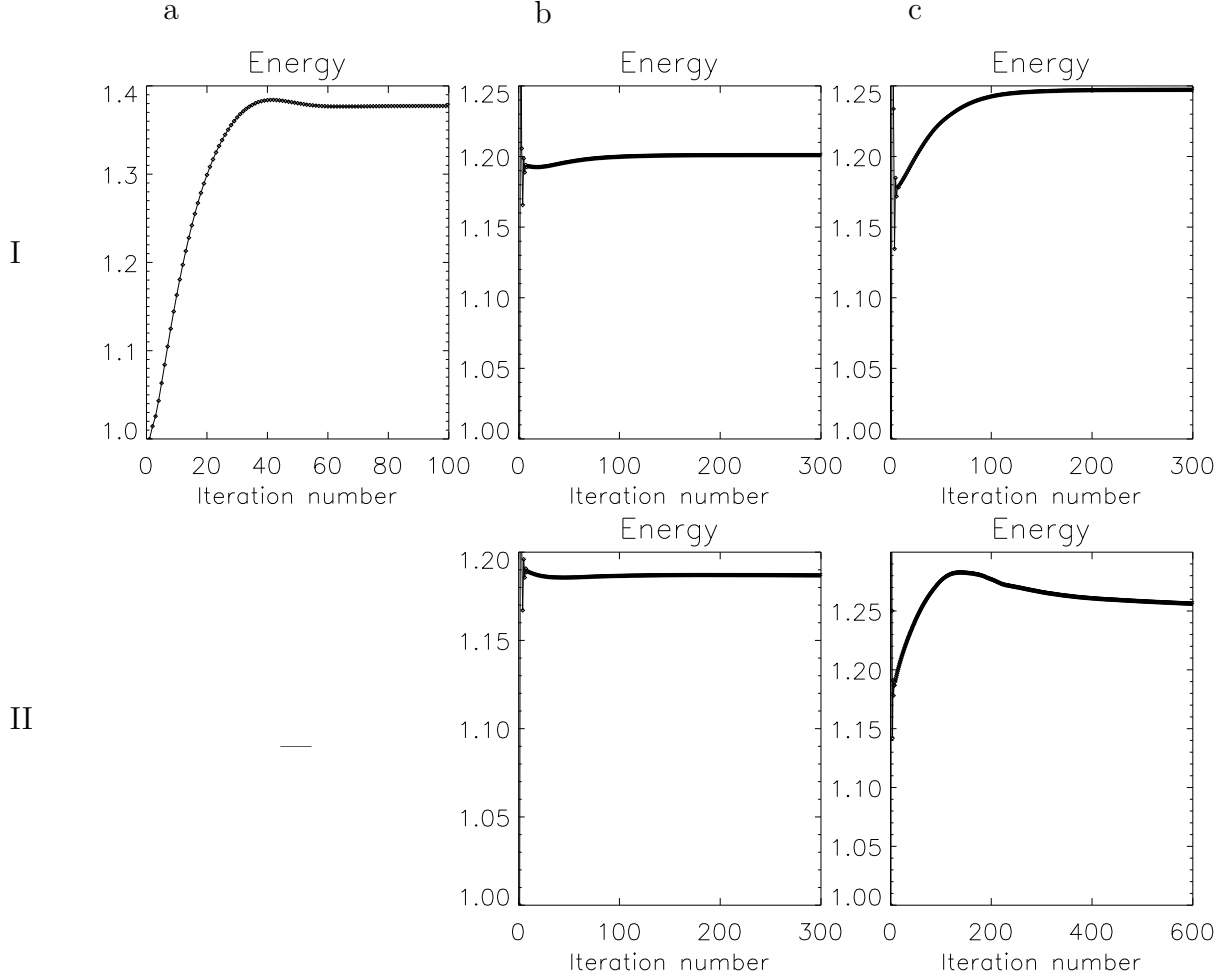 a b c
Energy Energy Energy
1.4 1.25 1.25
1.20 1.20
1.3
I 1.15 1.15
1.2
1.10 1.10
1.1
1.05 1.05
1.0 1.00 1.00
0 20 40 60 80 100 0 100 200 300 0 100 200 300
Iteration number Iteration number Iteration number
Energy Energy
1.20
1.25
1.15
1.20
II — 1.10 1.15
1.10
1.05
1.05
1.00 1.00
0 100 200 300 0 200 400 600
Iteration number Iteration number